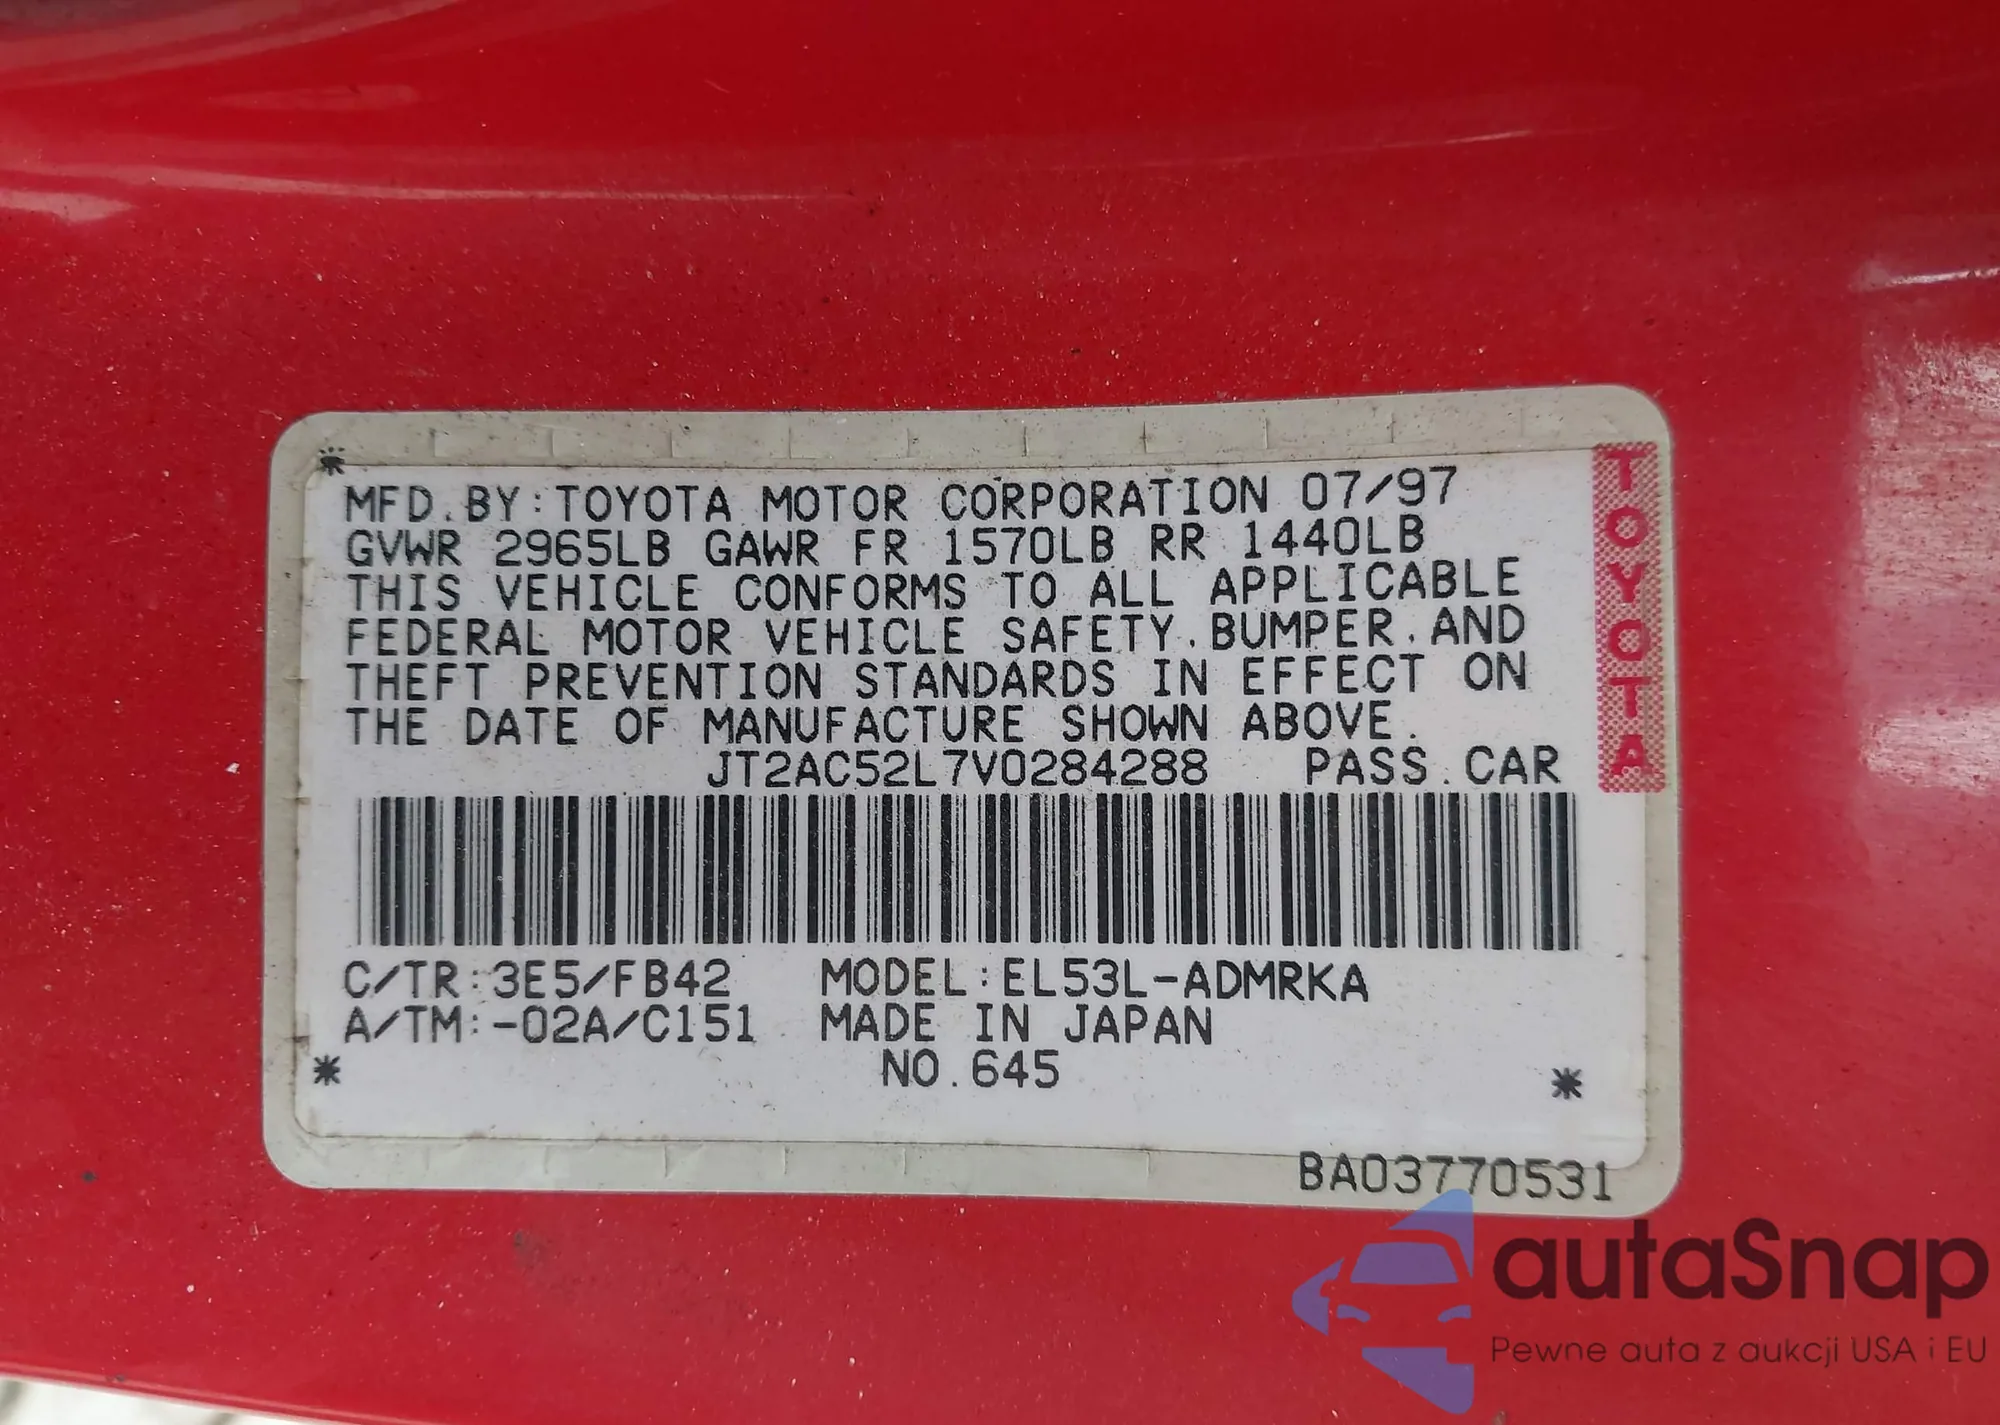 MFD.BY:TOYOTA MOTOR CORPORATION 07/97
GVWR 2965LB GAWR FR 1570LB RR 1440LB
THIS VEHICLE CONFORMS TO ALL APPLICABLE
FEDERAL MOTOR VEHICLE SAFETY.BUMPER.AND
THEFT PREVENTION STANDARDS IN EFFECT ON
THE DATE OF MANUFACTURE SHOWN ABOVE.
JT2AC52L7V0284288 PASS.CAR
C/TR:3E5/FB42 MODEL:EL53L-ADMRKA
A/TM:-02A/C151 MADE IN JAPAN
NO.645
BA03770531
TOYOTA
autaSnap
Pewne auta z aukcji USA i EU